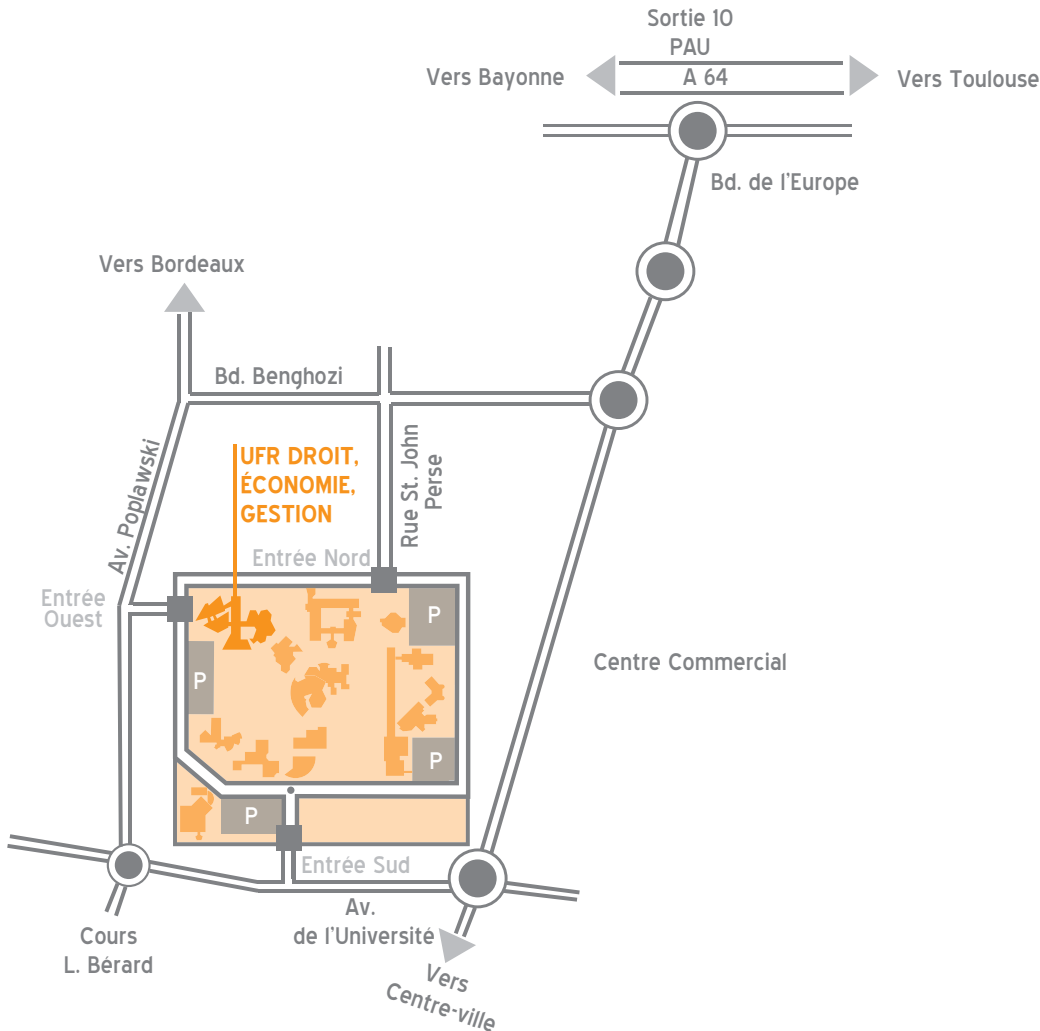 Sortie 10
PAU
Vers Bayonne
A 64
Vers Toulouse
Bd. de l'Europe
Vers Bordeaux
Bd. Benghozi
Av. Poplawski
UFR DROIT,
ÉCONOMIE,
GESTION
Rue St. John
Perse
Entrée Nord
Entrée
Ouest
P
P
Centre Commercial
P
P
Entrée Sud
Av.
de l'Université
Cours
L. Bérard
Vers
Centre-ville